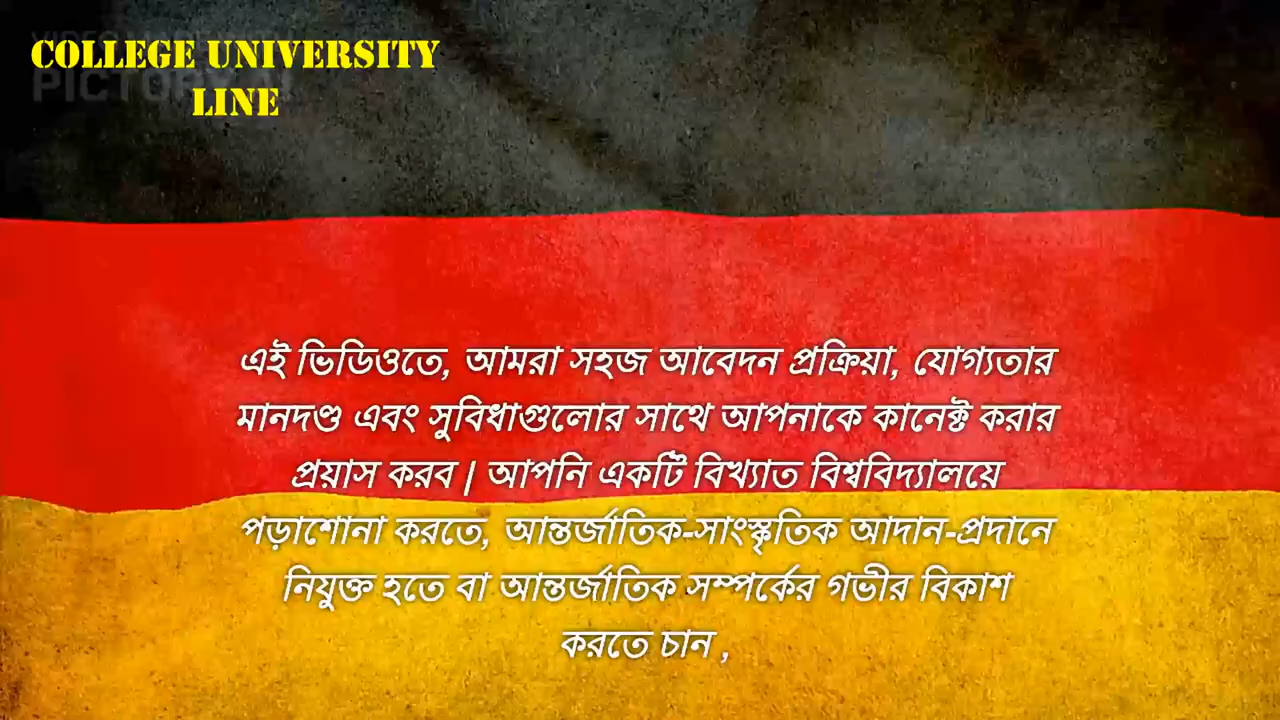 COLLEGE UNIVERSITY
LINE
এই ভিডিওতে, আমরা সহজ আবেদন প্রক্রিয়া, যোগ্যতার
মানদণ্ড এবং সুবিধাগুলোর সাথে আপনাকে কানেক্ট করার
প্রয়াস করব | আপনি একটি বিখ্যাত বিশ্ববিদ্যালয়ে
পড়াশোনা করতে, আন্তর্জাতিক-সাংস্কৃতিক আদান-প্রদানে
নিযুক্ত হতে বা আন্তর্জাতিক সম্পর্কের গভীর বিকাশ
করতে চান ,